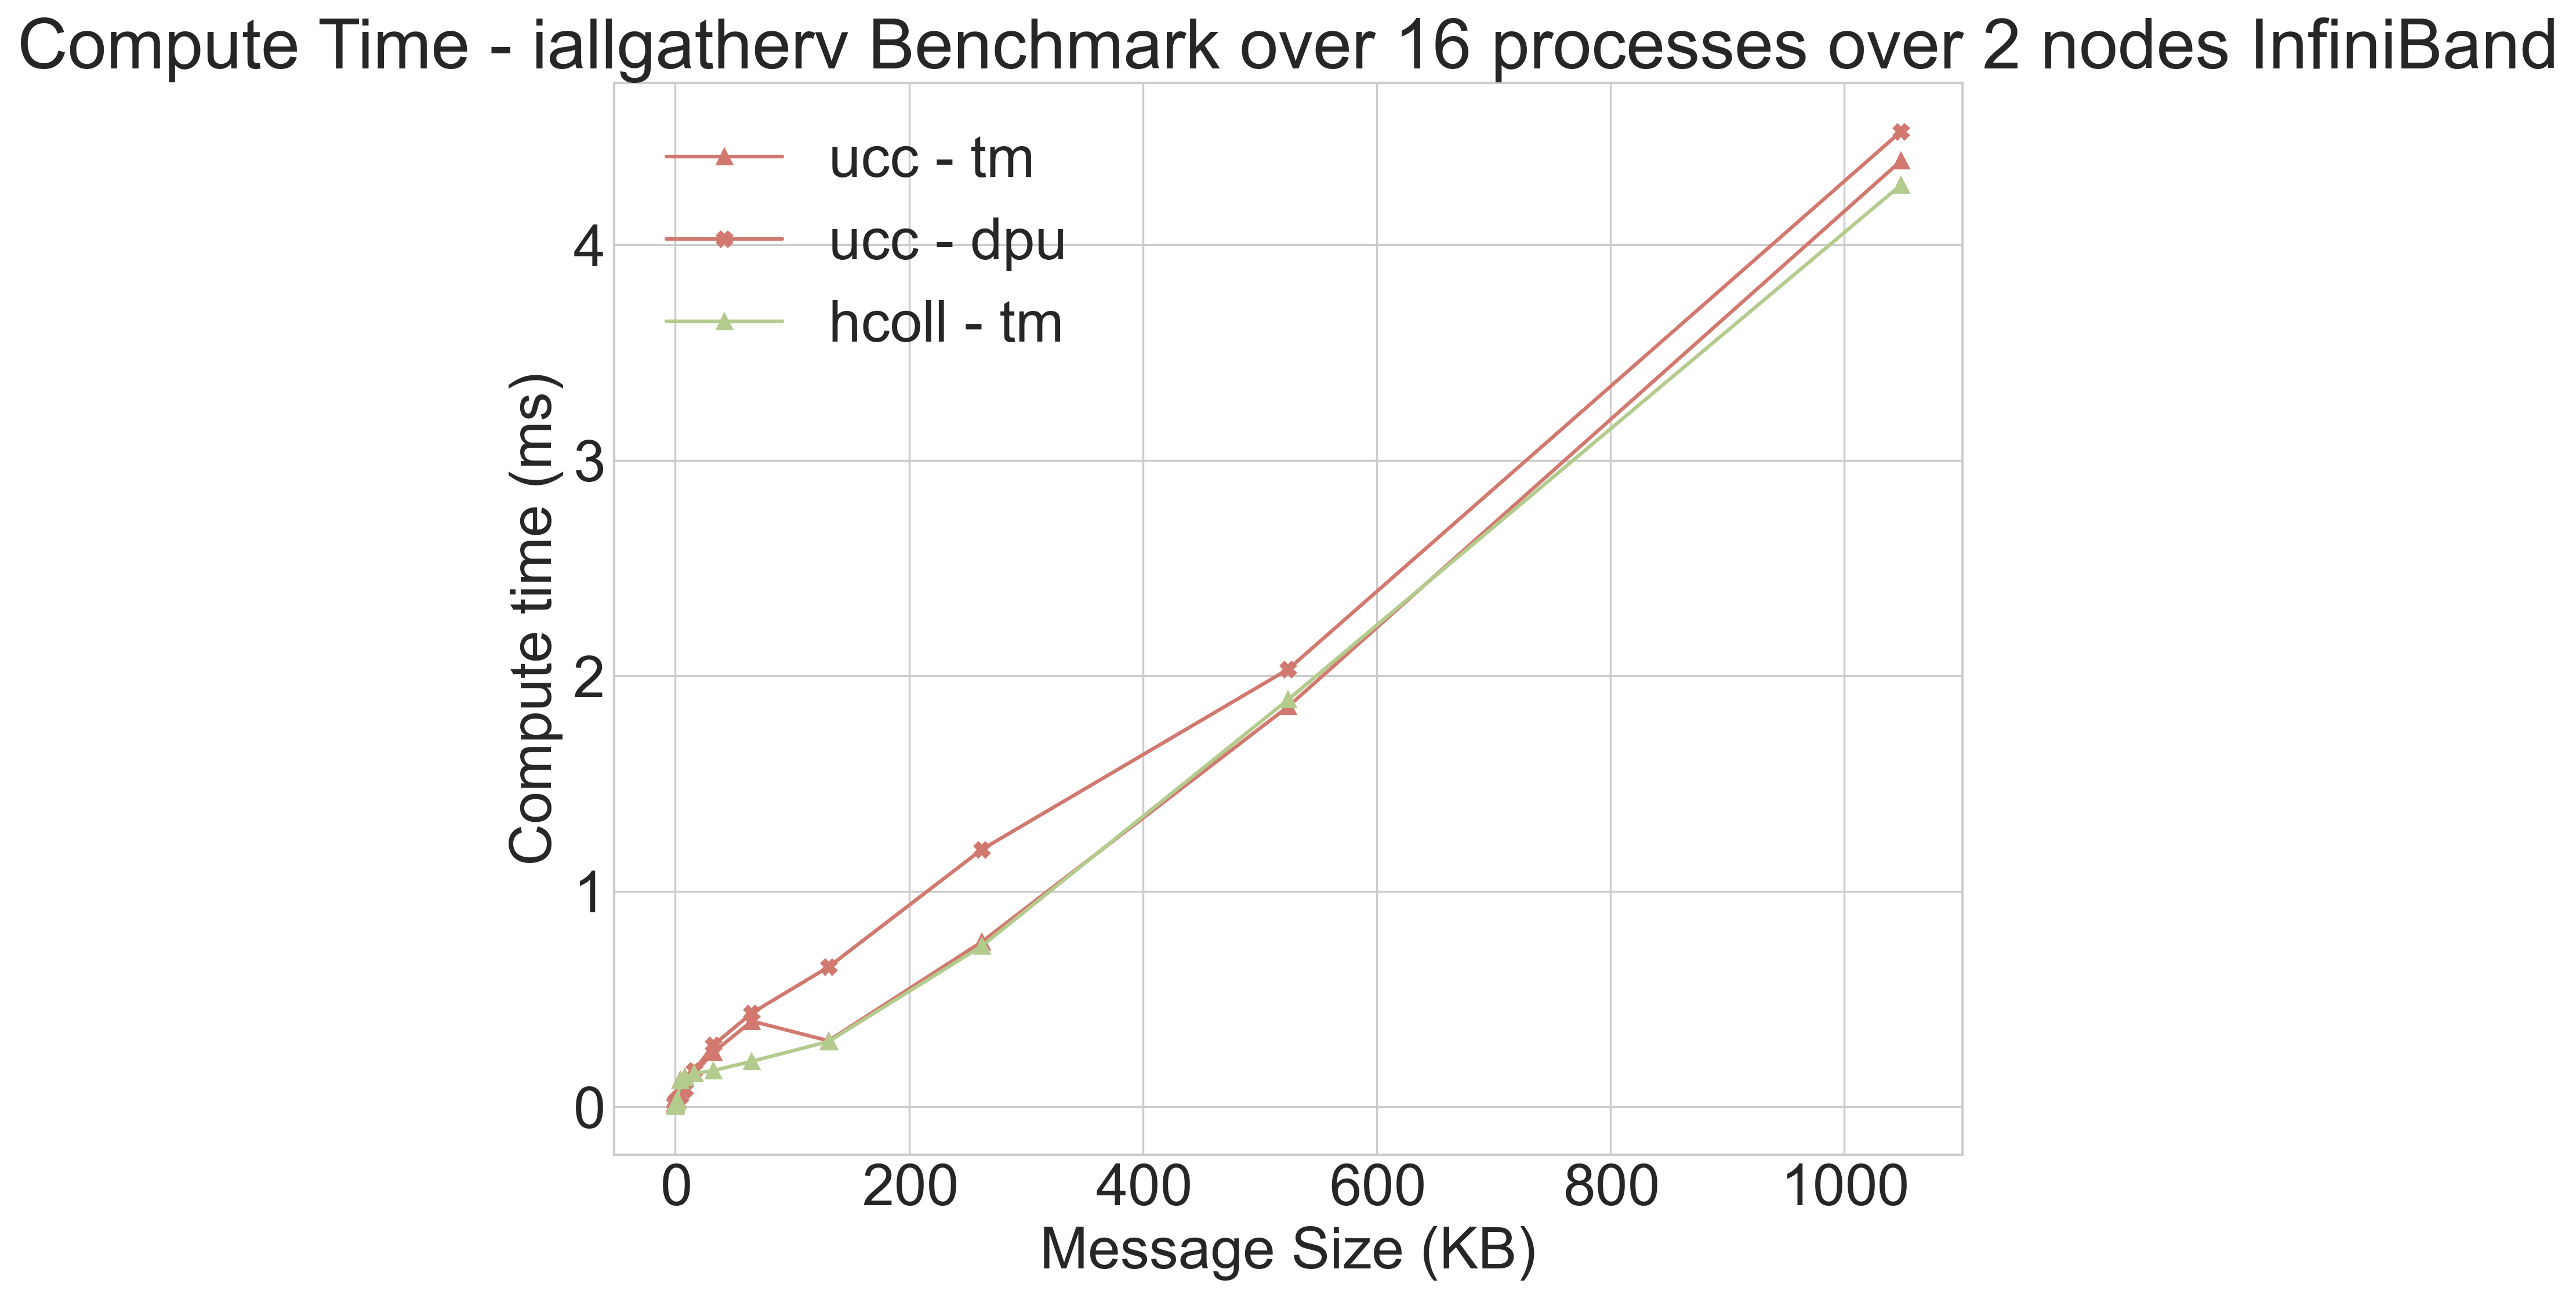 Compute Time - iallgatherv Benchmark over 16 processes over 2 nodes InfiniBand
ucc - tm
ucc - dpu
hcoll - tm
Compute time (ms)
4
3
2
1
0
0 200 400 600 800 1000
Message Size (KB)